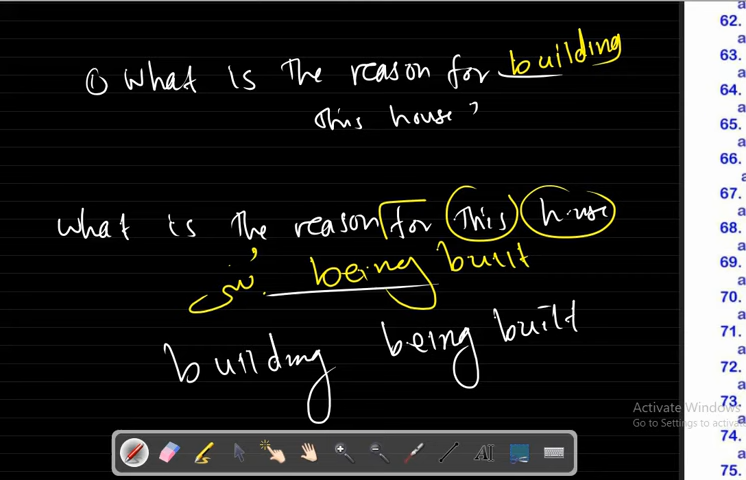 ① What is the reason for building
this house?
What is the reason for this house
being built
building being built
Activate Windows
Go to Settings to activate
AI
a
62.
a
63.
a
64.
a
65.
a
66.
a
67.
a
68.
a
69.
a
70.
a
71.
a
72.
a
73.
a
74.
a
75.
a